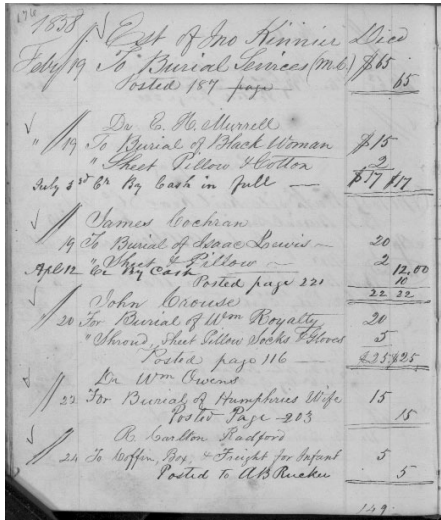 176
1858 Est of Jno Kinnier Decd
Feby 19 To Burial Services (M.C.) $65
Posted 187 page 65
Dr E. H. Murrell
" 19 To Burial of Black Woman $15
" Sheet Pillow & Cotton 2
July 3rd Cr By Cash in full — $17 $17
James Cochran
19 To Burial of Isaac Lewis — 20
" Sheet & Pillow — 2
Apl 12 Cr By Cash 12.00
Posted page 221 10
22 22
John Crouse
20 For Burial of Wm Royalty 20
" Shroud, Sheet Pillow Socks & Gloves 5
Posted page 116 — $25 $25
Dr Wm Owens
22 For Burial of Humphries Wife 15
Posted Page 203 15
R Carlton Radford
24 To Coffin, Box, & Freight for Infant 5
Posted to A B Rucker 5
149